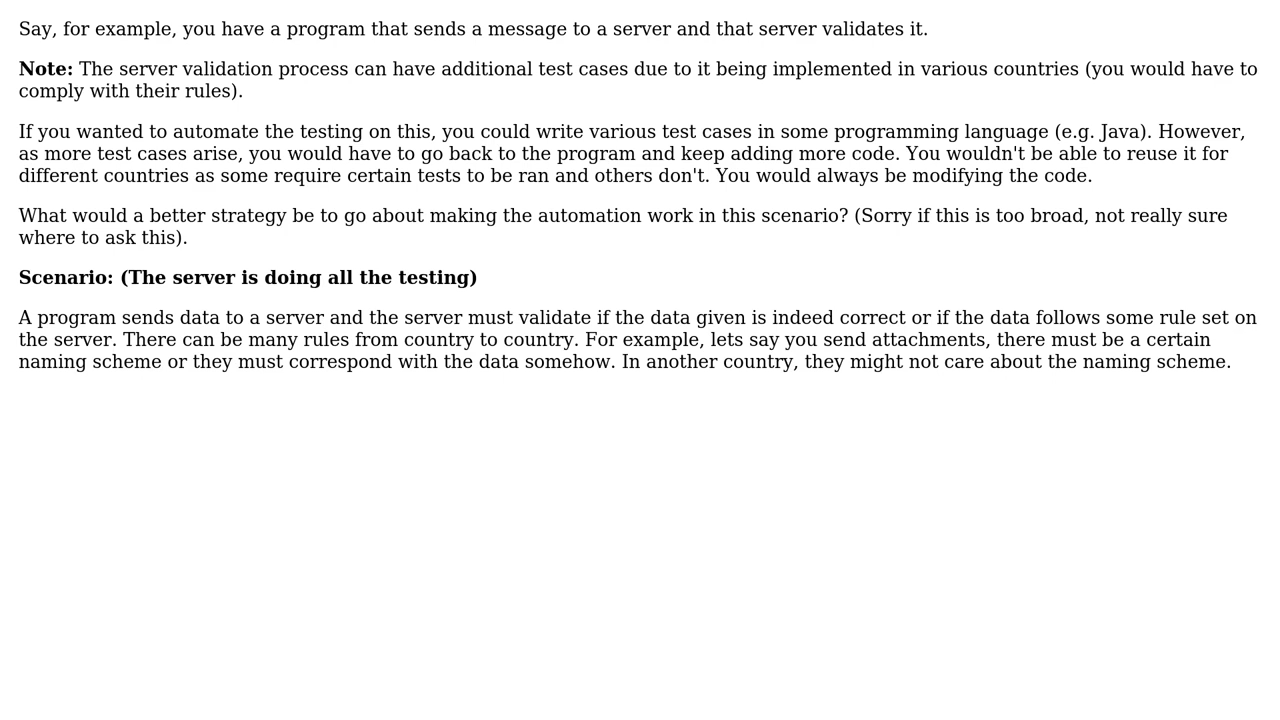 Say, for example, you have a program that sends a message to a server and that server validates it.
Note: The server validation process can have additional test cases due to it being implemented in various countries (you would have to
comply with their rules).
If you wanted to automate the testing on this, you could write various test cases in some programming language (e.g. Java). However,
as more test cases arise, you would have to go back to the program and keep adding more code. You wouldn't be able to reuse it for
different countries as some require certain tests to be ran and others don't. You would always be modifying the code.
What would a better strategy be to go about making the automation work in this scenario? (Sorry if this is too broad, not really sure
where to ask this).
Scenario: (The server is doing all the testing)
A program sends data to a server and the server must validate if the data given is indeed correct or if the data follows some rule set on
the server. There can be many rules from country to country. For example, lets say you send attachments, there must be a certain
naming scheme or they must correspond with the data somehow. In another country, they might not care about the naming scheme.